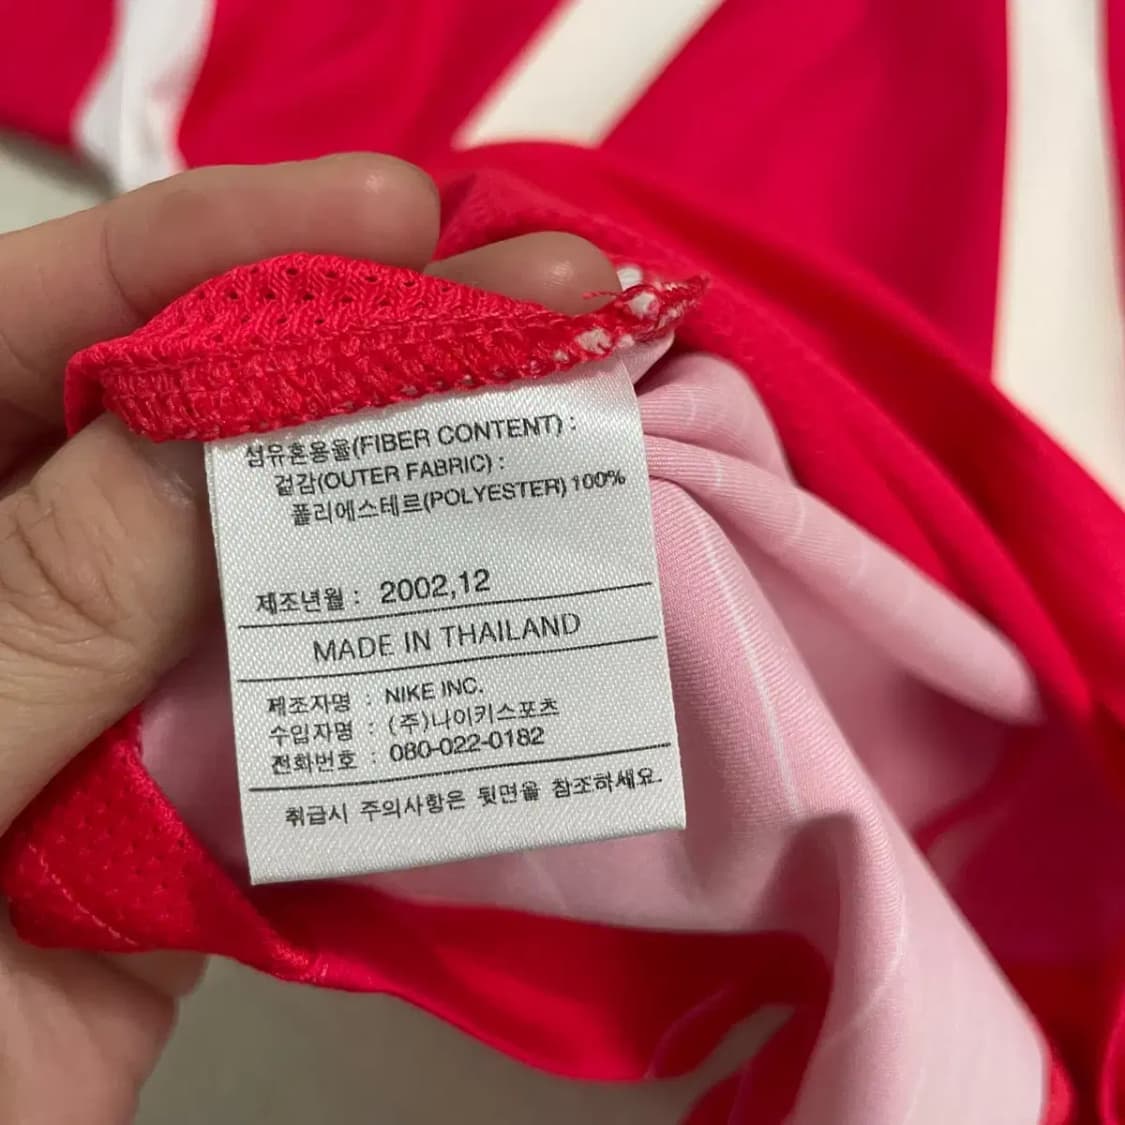 섬유혼용율(FIBER CONTENT) :
겉감(OUTER FABRIC) :
폴리에스테르(POLYESTER) 100%
제조년월 : 2002,12
MADE IN THAILAND
제조자명 : NIKE INC.
수입자명 : (주)나이키스포츠
전화번호 : 080-022-0182
취급시 주의사항은 뒷면을 참조하세요.